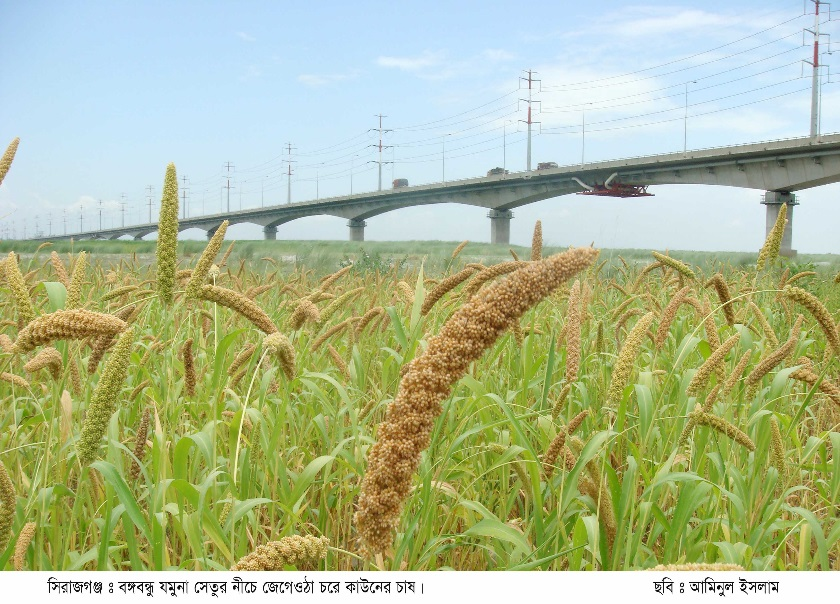 সিরাজগঞ্জ ঃ বঙ্গবন্ধু যমুনা সেতুর নীচে জেগেওঠা চরে কাউনের চাষ। ছবি ঃ আমিনুল ইসলাম